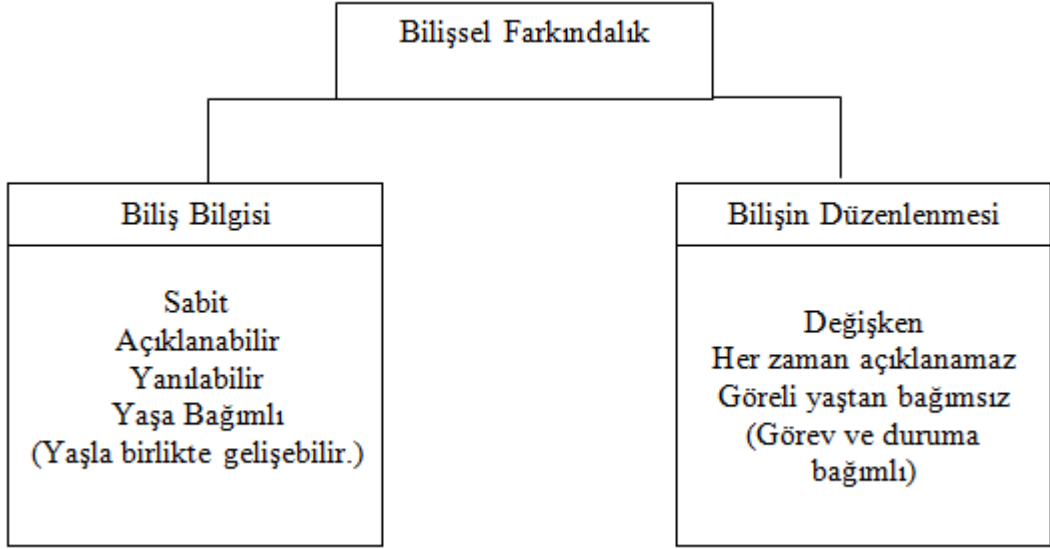 Bilişsel Farkındalık
Biliş Bilgisi
Sabit
Açıklanabilir
Yanılabilir
Yaşa Bağımlı
(Yaşla birlikte gelişebilir.)
Bilişin Düzenlenmesi
Değişken
Her zaman açıklanamaz
Göreli yaştan bağımsız
(Görev ve duruma
bağımlı)